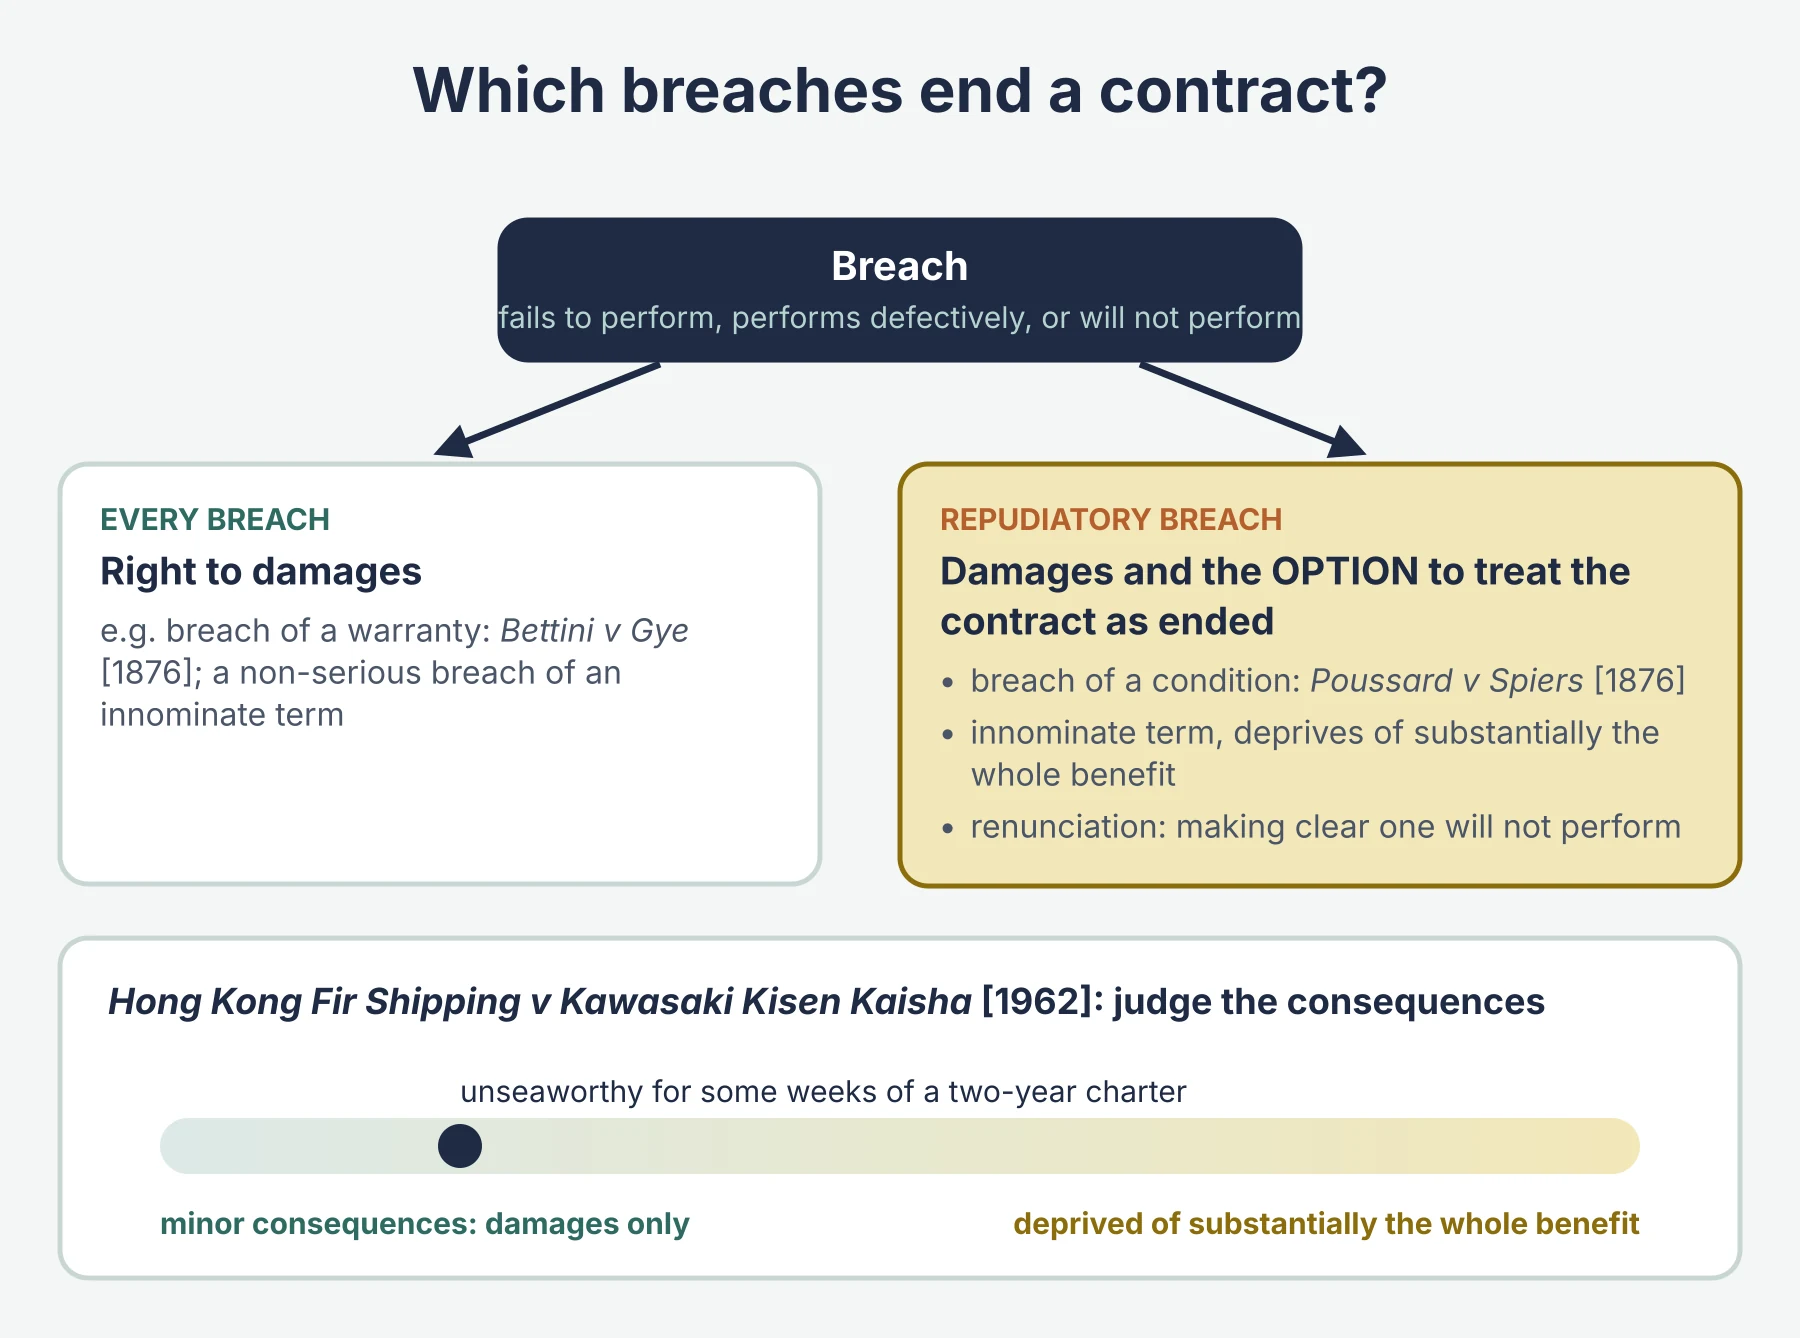 Which breaches end a contract?
Breach
fails to perform, performs defectively, or will not perform
EVERY BREACH
Right to damages
e.g. breach of a warranty: Bettini v Gye
[1876]; a non-serious breach of an
innominate term
REPUDIATORY BREACH
Damages and the OPTION to treat the
contract as ended
• breach of a condition: Poussard v Spiers [1876]
• innominate term, deprives of substantially the
whole benefit
• renunciation: making clear one will not perform
Hong Kong Fir Shipping v Kawasaki Kisen Kaisha [1962]: judge the consequences
unseaworthy for some weeks of a two-year charter
minor consequences: damages only
deprived of substantially the whole benefit